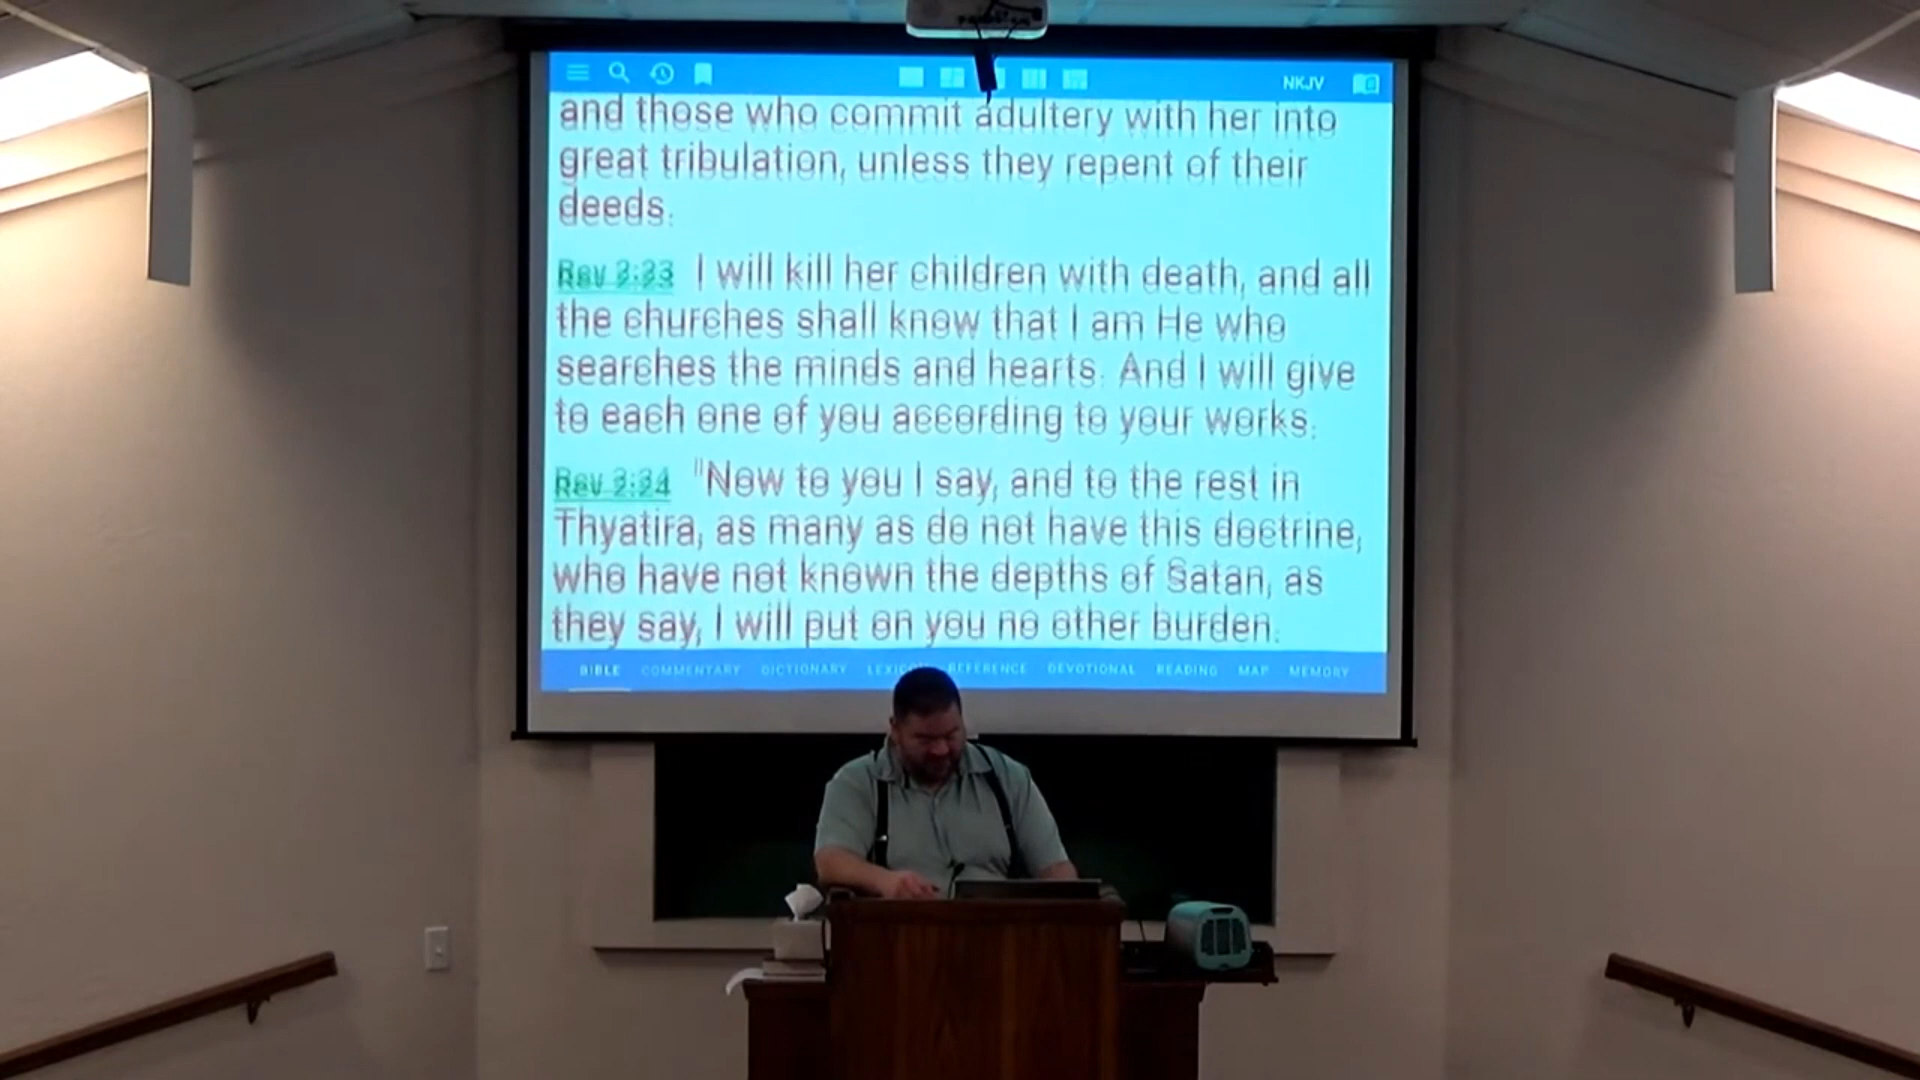 NKJV
and those who commit adultery with her into
great tribulation, unless they repent of their
deeds.
Rev 2:23 I will kill her children with death, and all
the churches shall know that I am He who
searches the minds and hearts. And I will give
to each one of you according to your works.
Rev 2:24 "Now to you I say, and to the rest in
Thyatira, as many as do not have this doctrine,
who have not known the depths of Satan, as
they say, I will put on you no other burden.
BIBLE COMMENTARY DICTIONARY REFERENCE DEVOTIONAL READING MAP MEMORY